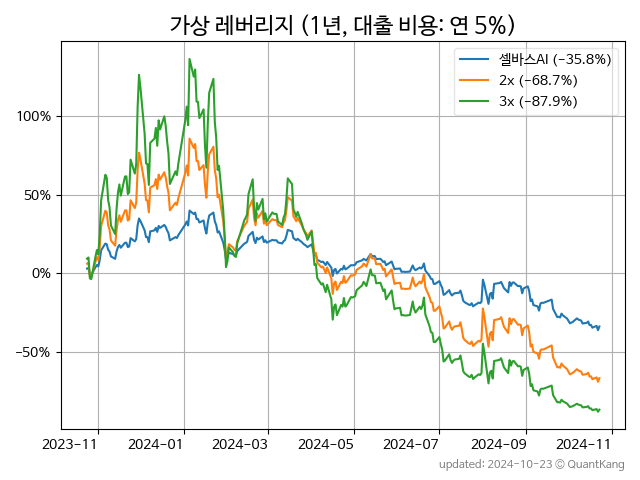 가상 레버리지 (1년, 대출 비용: 연 5%)
셀바스AI (−35.8%)
2x (−68.7%)
3x (−87.9%)
100%
50%
0%
−50%
2023−11 2024−01 2024−03 2024−05 2024−07 2024−09 2024−11
updated: 2024-10-23 © QuantKang